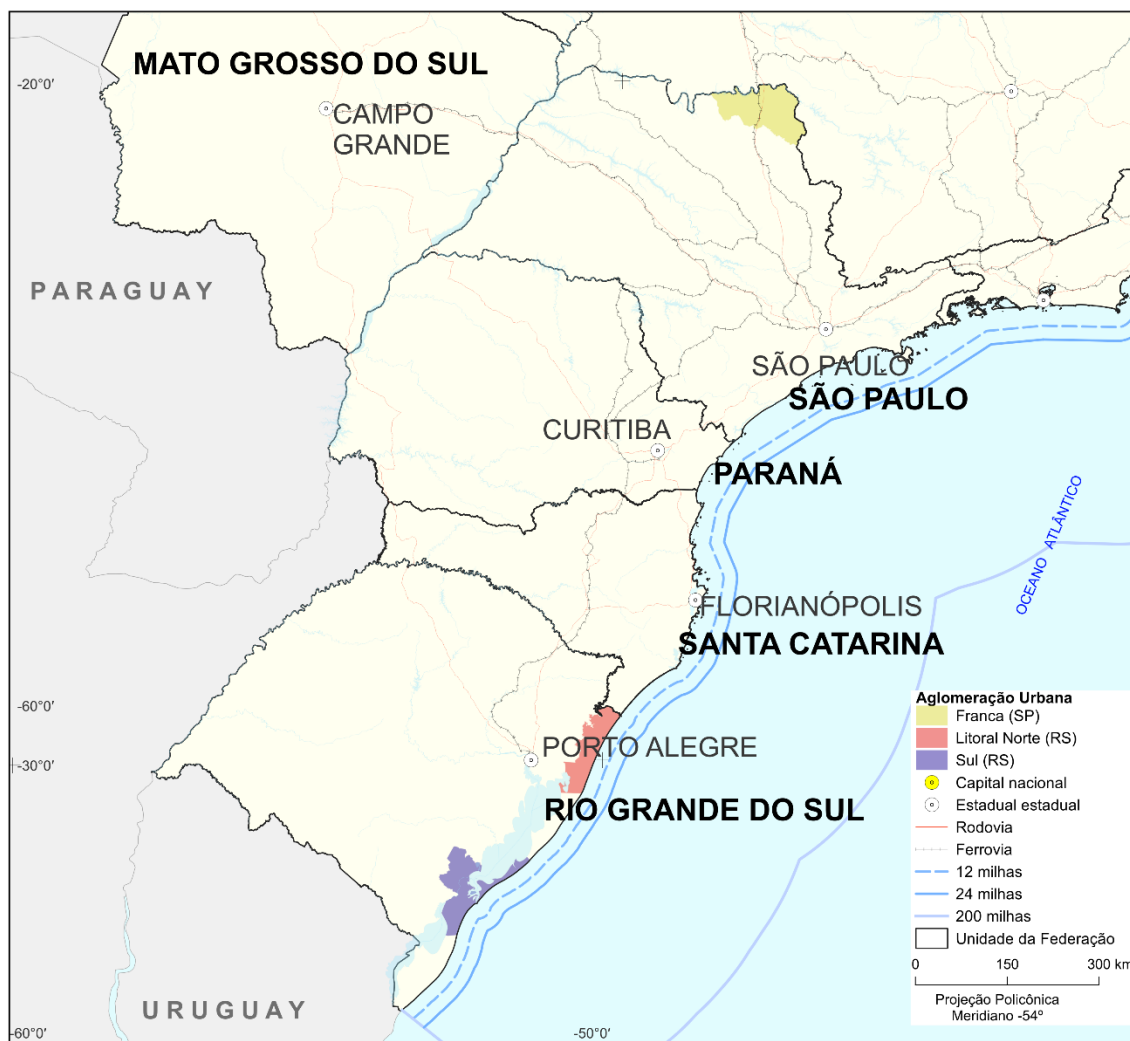 MATO GROSSO DO SUL
-20°0'
CAMPO
GRANDE
PARAGUAY
SÃO PAULO
SÃO PAULO
CURITIBA
PARANÁ
OCEANO ATLÂNTICO
FLORIANÓPOLIS
SANTA CATARINA
-60°0'
PORTO ALEGRE
-30°0'
RIO GRANDE DO SUL
URUGUAY
-60°0'
-50°0'
Aglomeração Urbana
Franca (SP)
Litoral Norte (RS)
Sul (RS)
Capital nacional
Estadual estadual
Rodovia
Ferrovia
12 milhas
24 milhas
200 milhas
Unidade da Federação
0 150 300 km
Projeção Policônica
Meridiano -54º